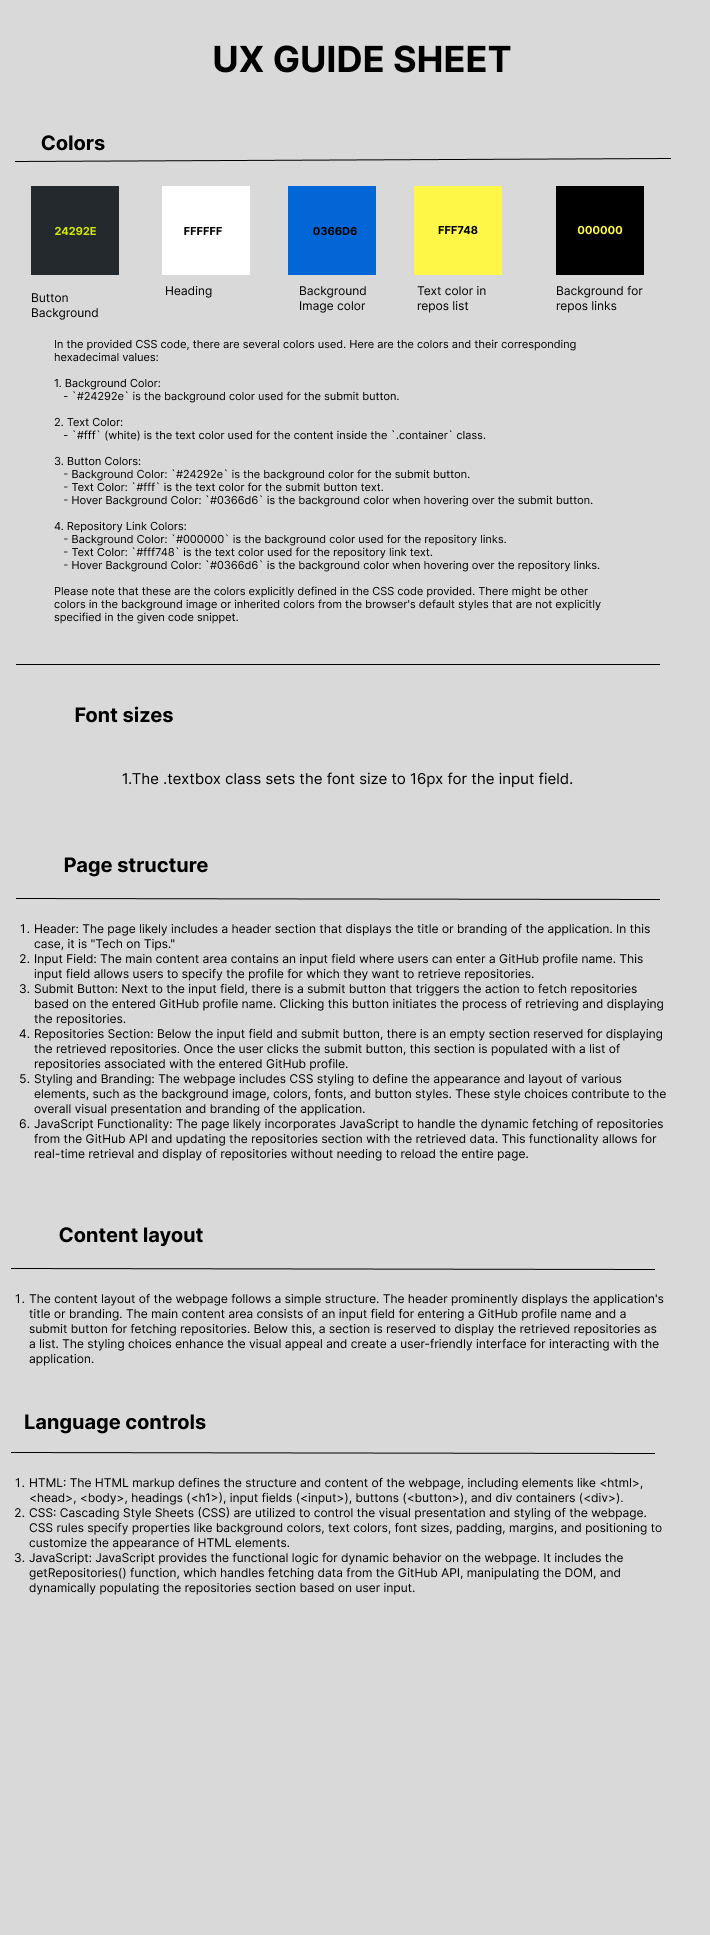 UX GUIDE SHEET
Colors
24292E
FFFFFF
0366D6
FFF748
000000
Button
Background
Heading
Background
Image color
Text color in
repos list
Background for
repos links
In the provided CSS code, there are several colors used. Here are the colors and their corresponding
hexadecimal values:
1. Background Color:
- `#24292e` is the background color used for the submit button.
2. Text Color:
- `#fff` (white) is the text color used for the content inside the `.container` class.
3. Button Colors:
- Background Color: `#24292e` is the background color for the submit button.
- Text Color: `#fff` is the text color for the submit button text.
- Hover Background Color: `#0366d6` is the background color when hovering over the submit button.
4. Repository Link Colors:
- Background Color: `#000000` is the background color used for the repository links.
- Text Color: `#fff748` is the text color used for the repository link text.
- Hover Background Color: `#0366d6` is the background color when hovering over the repository links.
Please note that these are the colors explicitly defined in the CSS code provided. There might be other
colors in the background image or inherited colors from the browser's default styles that are not explicitly
specified in the given code snippet.
Font sizes
1.The .textbox class sets the font size to 16px for the input field.
Page structure
1. Header: The page likely includes a header section that displays the title or branding of the application. In this
case, it is "Tech on Tips."
2. Input Field: The main content area contains an input field where users can enter a GitHub profile name. This
input field allows users to specify the profile for which they want to retrieve repositories.
3. Submit Button: Next to the input field, there is a submit button that triggers the action to fetch repositories
based on the entered GitHub profile name. Clicking this button initiates the process of retrieving and displaying
the repositories.
4. Repositories Section: Below the input field and submit button, there is an empty section reserved for displaying
the retrieved repositories. Once the user clicks the submit button, this section is populated with a list of
repositories associated with the entered GitHub profile.
5. Styling and Branding: The webpage includes CSS styling to define the appearance and layout of various
elements, such as the background image, colors, fonts, and button styles. These style choices contribute to the
overall visual presentation and branding of the application.
6. JavaScript Functionality: The page likely incorporates JavaScript to handle the dynamic fetching of repositories
from the GitHub API and updating the repositories section with the retrieved data. This functionality allows for
real-time retrieval and display of repositories without needing to reload the entire page.
Content layout
1. The content layout of the webpage follows a simple structure. The header prominently displays the application's
title or branding. The main content area consists of an input field for entering a GitHub profile name and a
submit button for fetching repositories. Below this, a section is reserved to display the retrieved repositories as
a list. The styling choices enhance the visual appeal and create a user-friendly interface for interacting with the
application.
Language controls
1. HTML: The HTML markup defines the structure and content of the webpage, including elements like <html>,
<head>, <body>, headings (<h1>), input fields (<input>), buttons (<button>), and div containers (<div>).
2. CSS: Cascading Style Sheets (CSS) are utilized to control the visual presentation and styling of the webpage.
CSS rules specify properties like background colors, text colors, font sizes, padding, margins, and positioning to
customize the appearance of HTML elements.
3. JavaScript: JavaScript provides the functional logic for dynamic behavior on the webpage. It includes the
getRepositories() function, which handles fetching data from the GitHub API, manipulating the DOM, and
dynamically populating the repositories section based on user input.